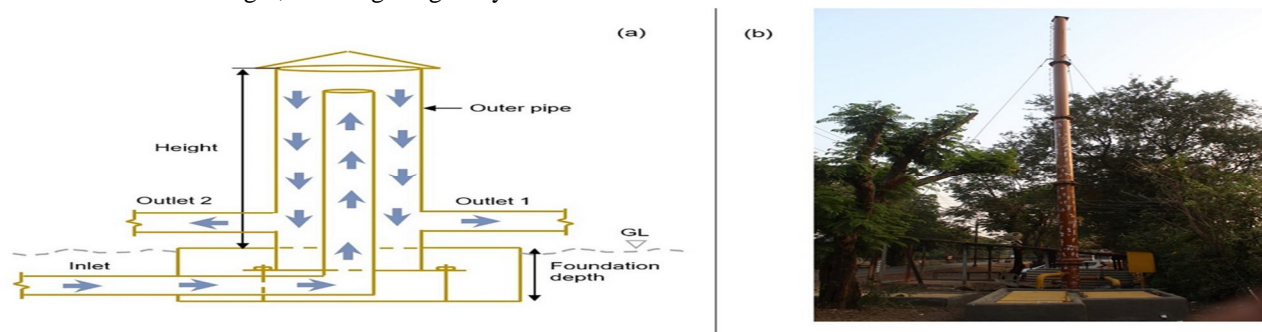 (a)
(b)
Outer pipe
Height
Outlet 2
Outlet 1
GL
Inlet
Foundation
depth